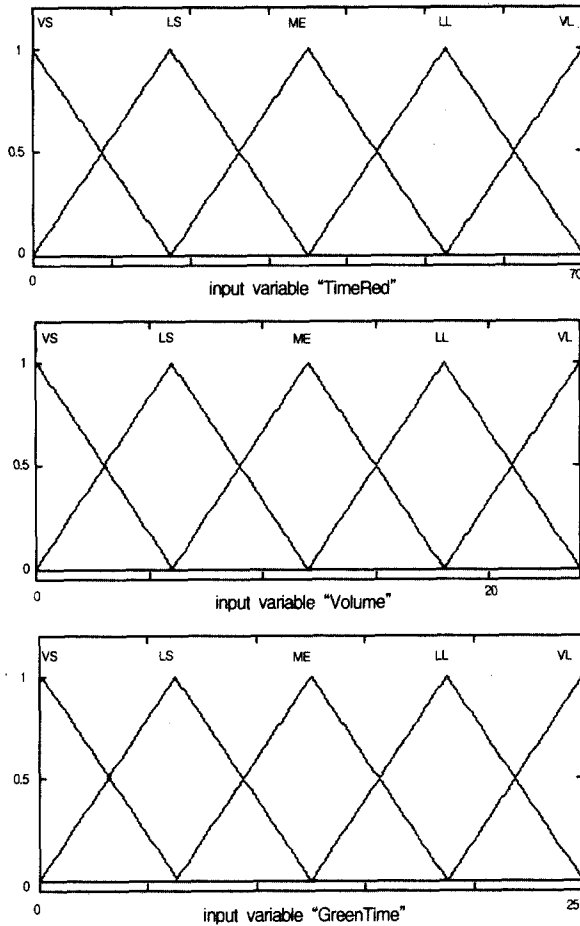 VS LS ME LL VL
1
0.5
0
0 70
input variable "TimeRed"
VS LS ME LL VL
1
0.5
0
0 20
input variable "Volume"
VS LS ME LL VL
1
0.5
0
0 25
input variable "GreenTime"